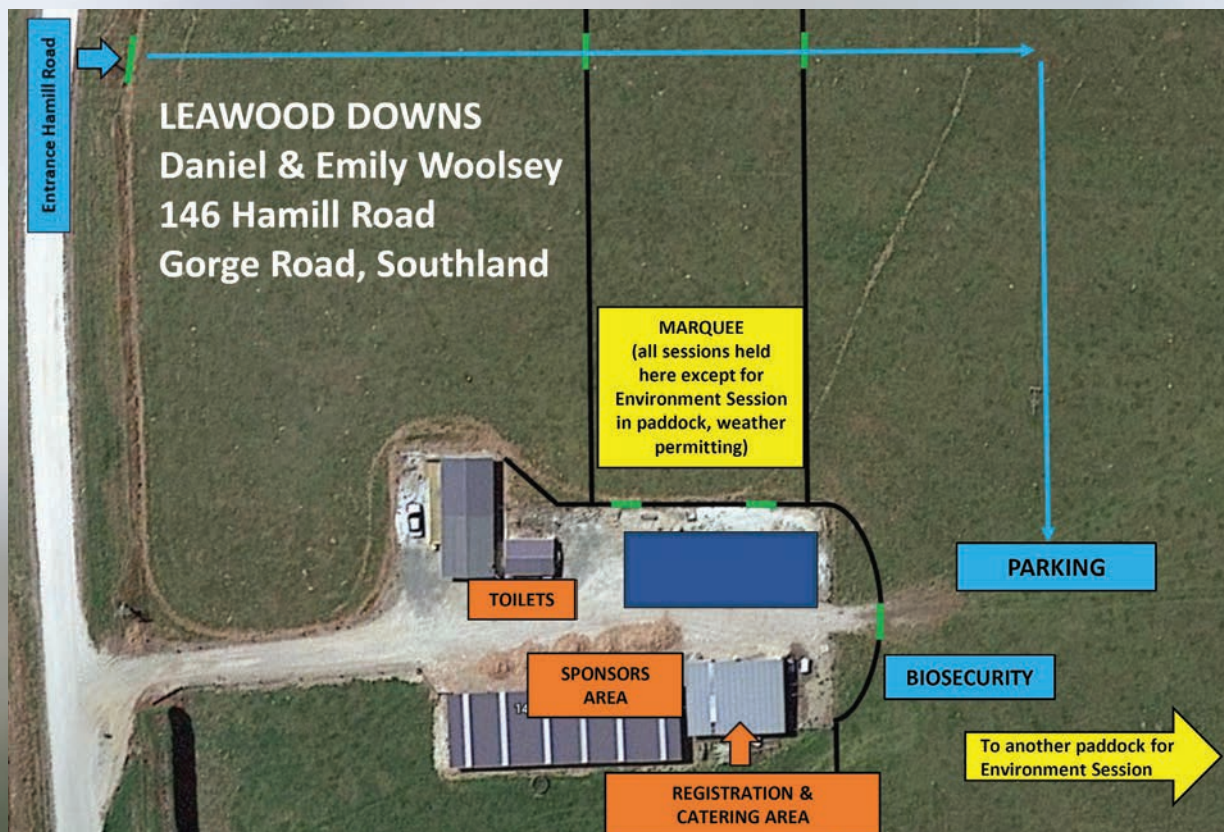 Entrance Hamill Road
LEAWOOD DOWNS
Daniel & Emily Woolsey
146 Hamill Road
Gorge Road, Southland
MARQUEE
(all sessions held
here except for
Environment Session
in paddock, weather
permitting)
PARKING
TOILETS
SPONSORS
AREA
BIOSECURITY
To another paddock for
Environment Session
REGISTRATION &
CATERING AREA